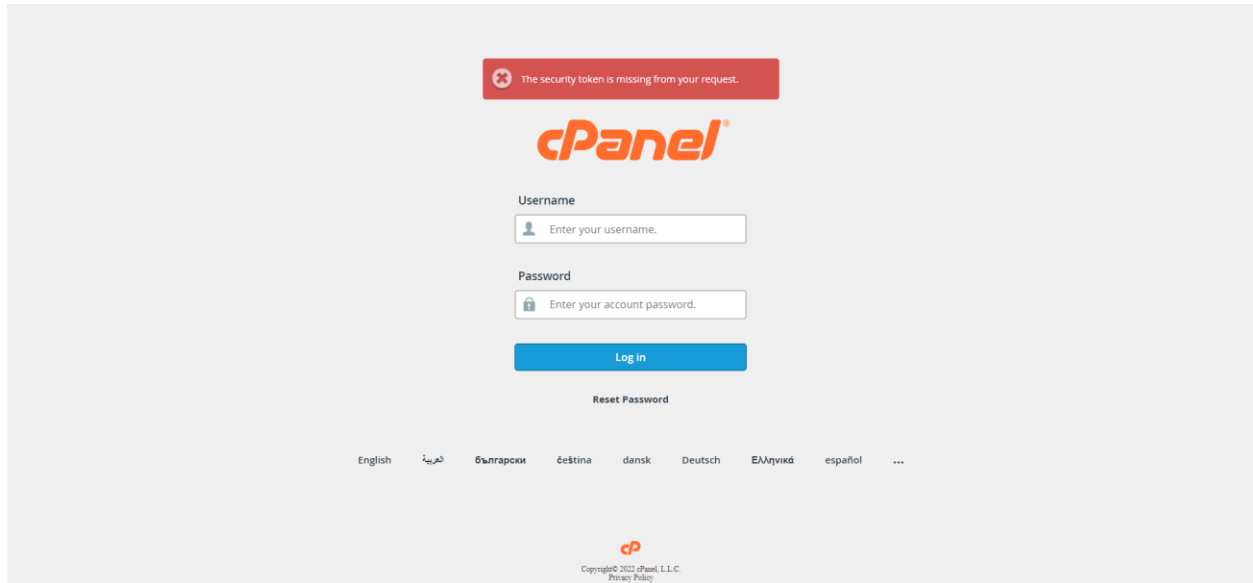 The security token is missing from your request.
cPanel®
Username
Enter your username.
Password
Enter your account password.
Log in
Reset Password
English العربية български čeština dansk Deutsch Ελληνικά español ...
cP
Copyright© 2022 cPanel, L.L.C.
Privacy Policy